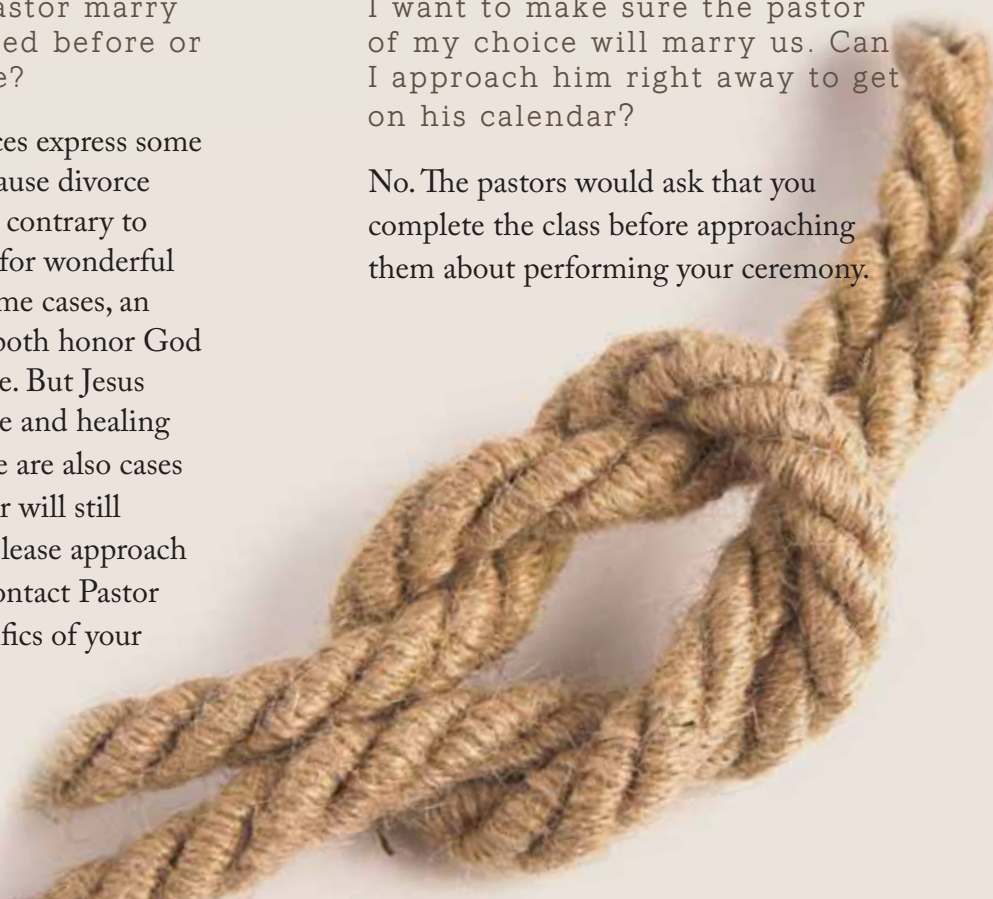 astor marry
ed before or
e?
ces express some
ause divorce
contrary to
for wonderful
me cases, an
both honor God
e. But Jesus
e and healing
e are also cases
r will still
lease approach
ontact Pastor
fics of your
I want to make sure the pastor
of my choice will marry us. Can
I approach him right away to get
on his calendar?
No. The pastors would ask that you
complete the class before approaching
them about performing your ceremony.